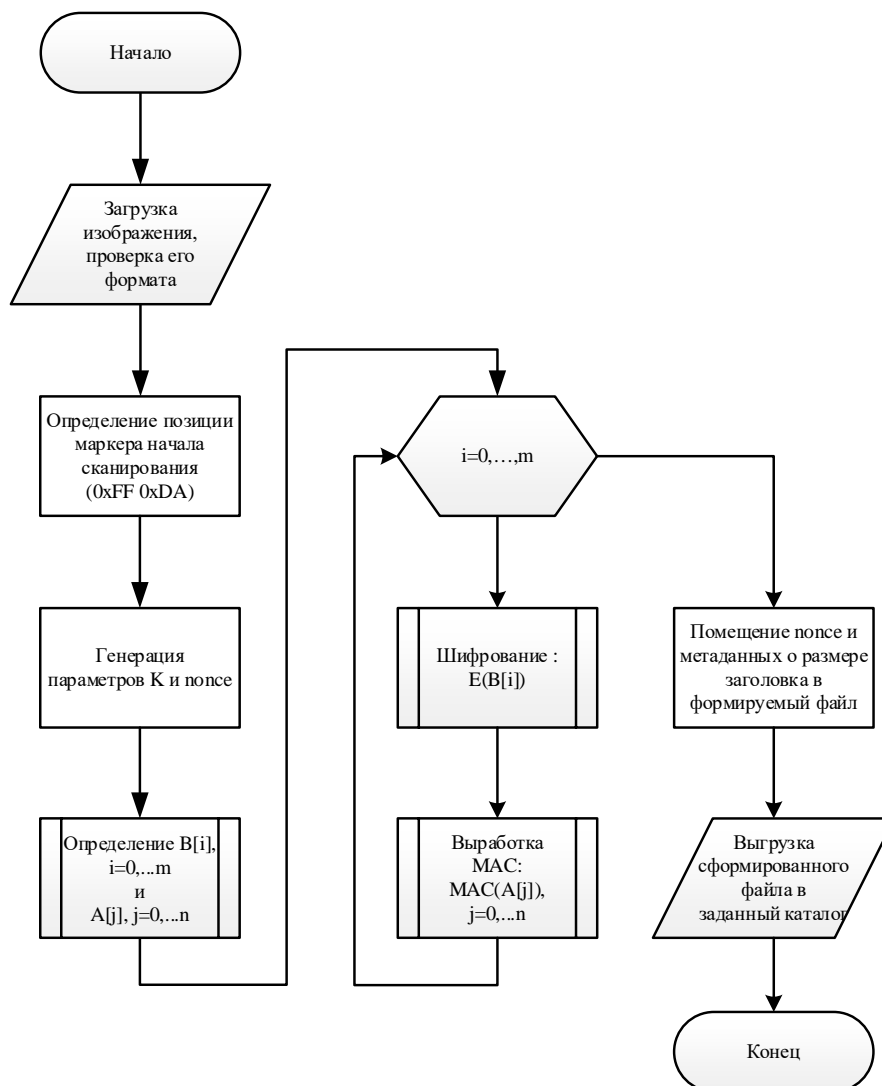 Начало
Загрузка
изображения,
проверка его
формата
Определение позиции
маркера начала
сканирования
(0xFF 0xDA)
Генерация
параметров K и nonce
Определение B[i],
i=0,...m
и
A[j], j=0,...n
i=0,…,m
Шифрование :
E(B[i])
Выработка
MAC:
MAC(A[j]),
j=0,...n
Помещение nonce и
метаданных о размере
заголовка в
формируемый файл
Выгрузка
сформированного
файла в
заданный каталог
Конец